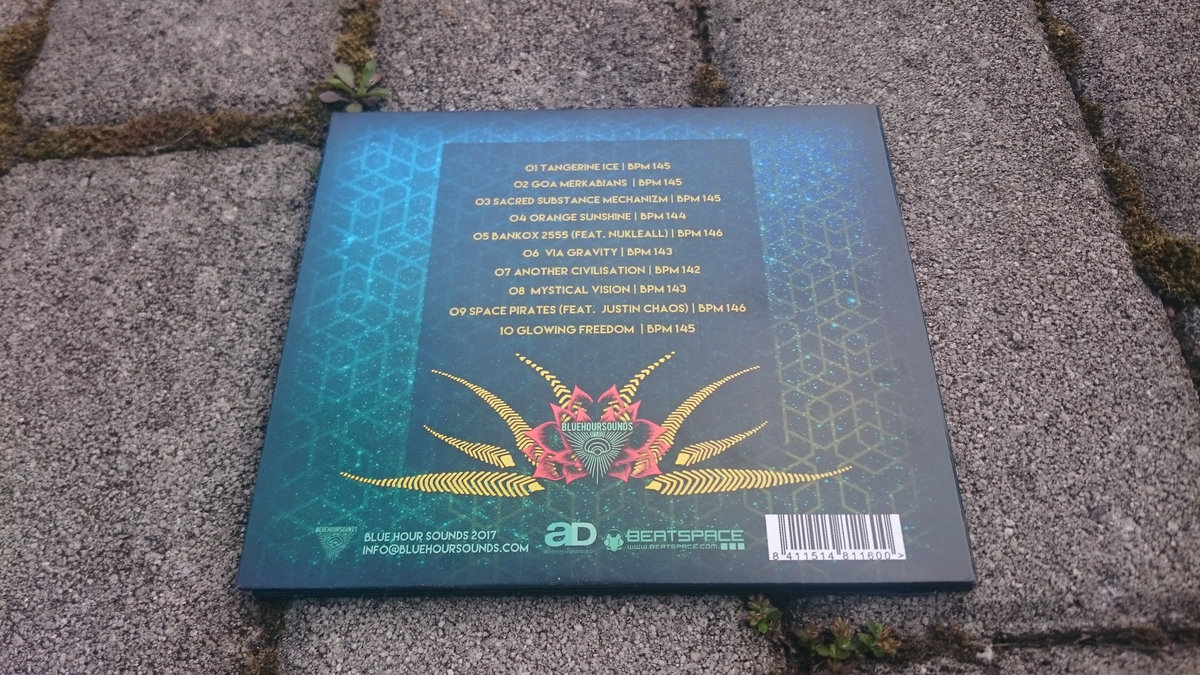 01 TANGERINE ICE | BPM 145
02 GOA MERKABIANS | BPM 145
03 SACRED SUBSTANCE MECHANIZM | BPM 145
04 ORANGE SUNSHINE | BPM 144
05 BANKOX 2555 (FEAT. NUKLEALL) | BPM 146
06 VIA GRAVITY | BPM 143
07 ANOTHER CIVILISATION | BPM 142
08 MYSTICAL VISION | BPM 143
09 SPACE PIRATES (FEAT. JUSTIN CHAOS) | BPM 146
10 GLOWING FREEDOM | BPM 145
BLUEHOURSOUNDS
BLUEHOURSOUNDS
BLUE HOUR SOUNDS 2017
INFO@BLUEHOURSOUNDS.COM
aD
BEATSPACE
WWW.BEATSPACE.COM
8 411514 811600 >